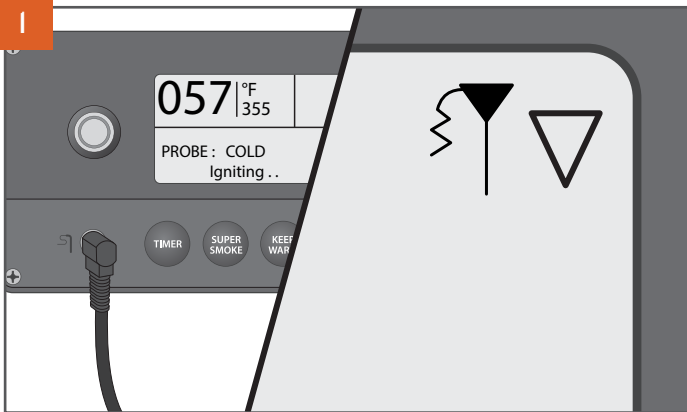 1
057 °F
355
PROBE : COLD
Igniting . .
TIMER
SUPER
SMOKE